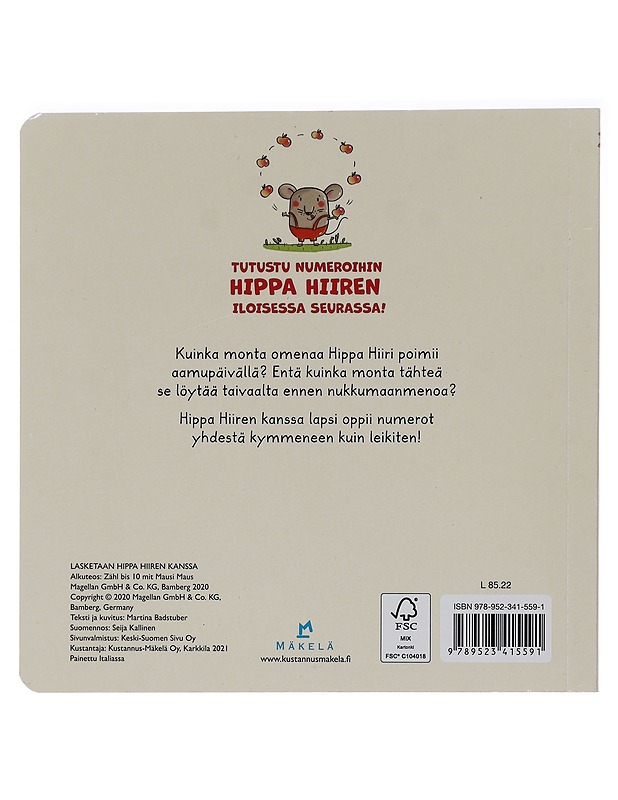 TUTUSTU NUMEROIHIN
HIPPA HIIREN
ILOISESSA SEURASSA!
Kuinka monta omenaa Hippa Hiiri poimii
aamupäivällä? Entä kuinka monta tähteä
se löytää taivaalta ennen nukkumaanmenoa?
Hippa Hiiren kanssa lapsi oppii numerot
yhdestä kymmeneen kuin leikiten!
LASKETAAN HIPPA HIIREN KANSSA
Alkuteos: Zähl bis 10 mit Mausi Maus
Magellan GmbH & Co. KG, Bamberg 2020
Copyright © 2020 Magellan GmbH & Co. KG,
Bamberg, Germany
Teksti ja kuvitus: Martina Badstuber
Suomennos: Seija Kallinen
Sivunvalmistus: Keski-Suomen Sivu Oy
Kustantaja: Kustannus-Mäkelä Oy, Karkkila 2021
Painettu Italiassa
M
MÄKELÄ
www.kustannusmakela.fi
FSC
MIX
Kartonki
FSC® C104018
L 85.22
ISBN 978-952-341-559-1
9 789523 415591